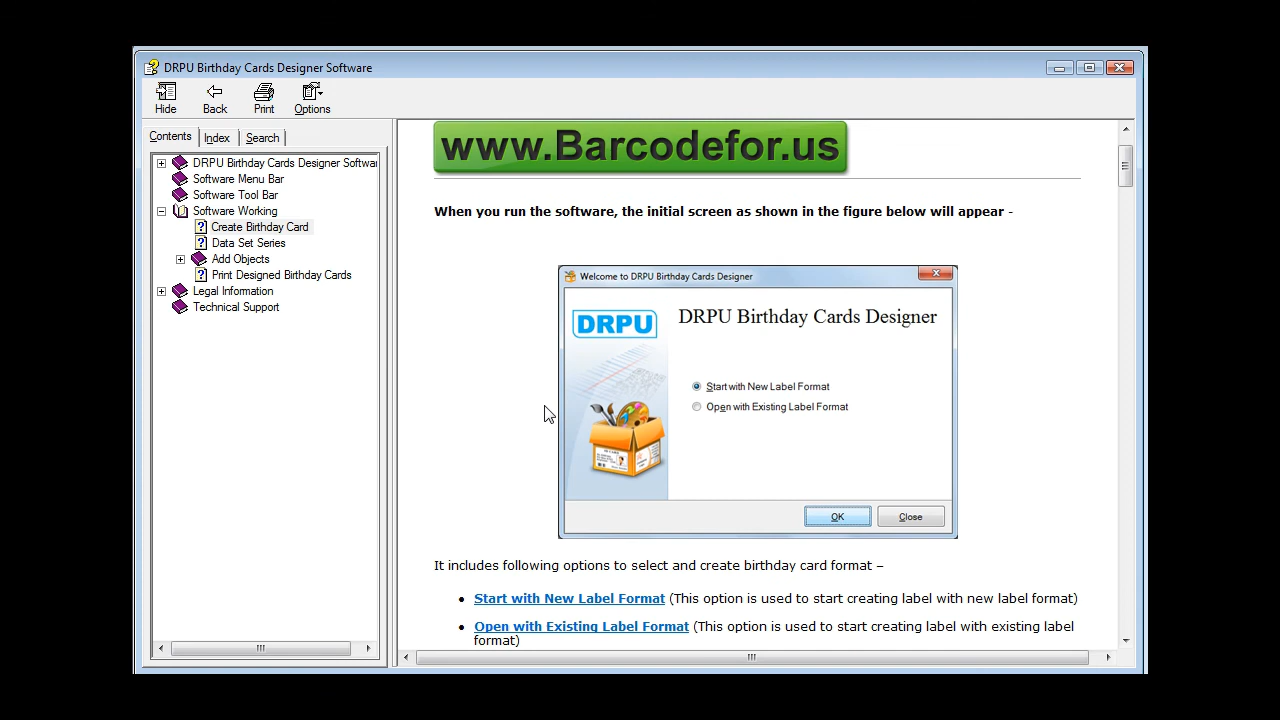 DRPU Birthday Cards Designer Software
Hide Back Print Options
Contents Index Search
DRPU Birthday Cards Designer Softwar
Software Menu Bar
Software Tool Bar
Software Working
Create Birthday Card
Data Set Series
Add Objects
Print Designed Birthday Cards
Legal Information
Technical Support
www.Barcodefor.us
When you run the software, the initial screen as shown in the figure below will appear -
Welcome to DRPU Birthday Cards Designer
DRPU
DRPU Birthday Cards Designer
Start with New Label Format
Open with Existing Label Format
OK Close
It includes following options to select and create birthday card format –
• Start with New Label Format (This option is used to start creating label with new label format)
• Open with Existing Label Format (This option is used to start creating label with existing label
format)